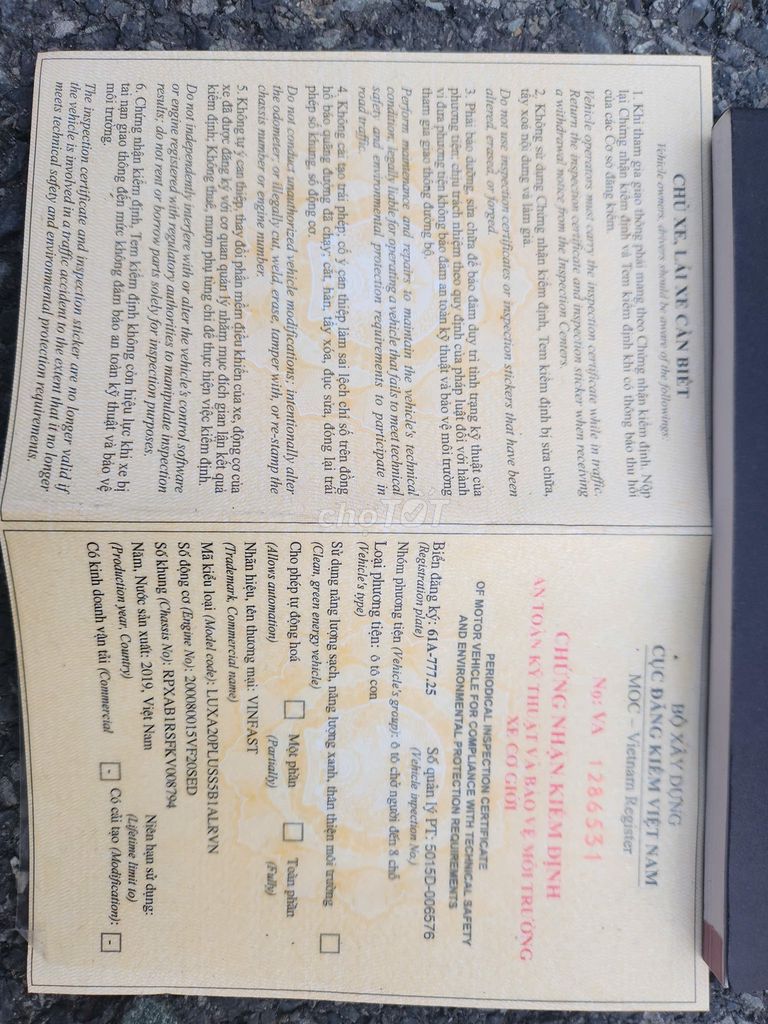 CHỦ XE, LÁI XE CẦN BIẾT
Vehicle owners, drivers should be aware of the followings:
1. Khi tham gia giao thông phải mang theo Chứng nhận kiểm định. Nộp
lại Chứng nhận kiểm định và Tem kiểm định khi có thông báo thu hồi
của các Cơ sở đăng kiểm.
Vehicle operators must carry the inspection certificate while in traffic.
Return the inspection certificate and inspection sticker when receiving
a withdrawal notice from the Inspection Centers.
2. Không sử dụng Chứng nhận kiểm định, Tem kiểm định bị sửa chữa,
tẩy xoá nội dung và làm giả.
Do not use inspection certificates or inspection stickers that have been
altered, erased, or forged.
3. Phải bảo dưỡng, sửa chữa để bảo đảm duy trì tình trạng kỹ thuật của
phương tiện; chịu trách nhiệm theo quy định của pháp luật đối với hành
vi đưa phương tiện không bảo đảm an toàn kỹ thuật và bảo vệ môi trường
tham gia giao thông đường bộ.
Perform maintenance and repairs to maintain the vehicle's technical
condition; legally liable for operating a vehicle that fails to meet technical
safety and environmental protection requirements to participate in
road traffic.
4. Không cải tạo trái phép; cố ý can thiệp làm sai lệch chỉ số trên đồng
hồ báo quãng đường đã chạy; cắt, hàn, tẩy xóa, đục sửa, đóng lại trái
phép số khung, số động cơ.
Do not conduct unauthorized vehicle modifications; intentionally alter
the odometer; or illegally cut, weld, erase, tamper with, or re-stamp the
chassis number or engine number.
5. Không tự ý can thiệp, thay đổi phần mềm điều khiển của xe, động cơ của
xe đã được đăng ký với cơ quan quản lý nhằm mục đích gian lận kết quả
kiểm định; Không thuê, mượn phụ tùng chỉ để thực hiện việc kiểm định.
Do not independently interfere with or alter the vehicle's control software
or engine registered with regulatory authorities to manipulate inspection
results; do not rent or borrow parts solely for inspection purposes.
6. Chứng nhận kiểm định, Tem kiểm định không còn hiệu lực khi xe bị
tai nạn giao thông đến mức không đảm bảo an toàn kỹ thuật và bảo vệ
môi trường.
The inspection certificate and inspection sticker are no longer valid if
the vehicle is involved in a traffic accident to the extent that it no longer
meets technical safety and environmental protection requirements.
BỘ XÂY DỰNG
CỤC ĐĂNG KIỂM VIỆT NAM
MOC – Vietnam Register
No: VA 1286531
CHỨNG NHẬN KIỂM ĐỊNH
AN TOÀN KỸ THUẬT VÀ BẢO VỆ MÔI TRƯỜNG
XE CƠ GIỚI
PERIODICAL INSPECTION CERTIFICATE
OF MOTOR VEHICLE FOR COMPLIANCE WITH TECHNICAL SAFETY
AND ENVIRONMENTAL PROTECTION REQUIREMENTS
Biển đăng ký: 61A-777.25 Số quản lý PT: 5015D-006576
(Registration plate) (Vehicle inpection No.)
Nhóm phương tiện (Vehicle's group): ô tô chở người đến 8 chỗ
Loại phương tiện: ô tô con
(Vehicle's type)
Sử dụng năng lượng sạch, năng lượng xanh, thân thiện môi trường
(Clean, green energy vehicle)
Cho phép tự động hoá Một phần Toàn phần
(Allows automation) (Partially) (Fully)
Nhãn hiệu, tên thương mại: VINFAST
(Trademark, Commercial name)
Mã kiểu loại (Model code): LUXA20PLUSS5B1ALRVN
Số động cơ (Engine No): 200080015VF20SED
Số khung (Chassis No): RPXAB1RSFKV008794
Năm, Nước sản xuất: 2019, Việt Nam Niên hạn sử dụng:
(Production year, Country) (Lifetime limit to)
Có kinh doanh vận tải (Commercial - Có cải tạo (Modification): -
choTỐT